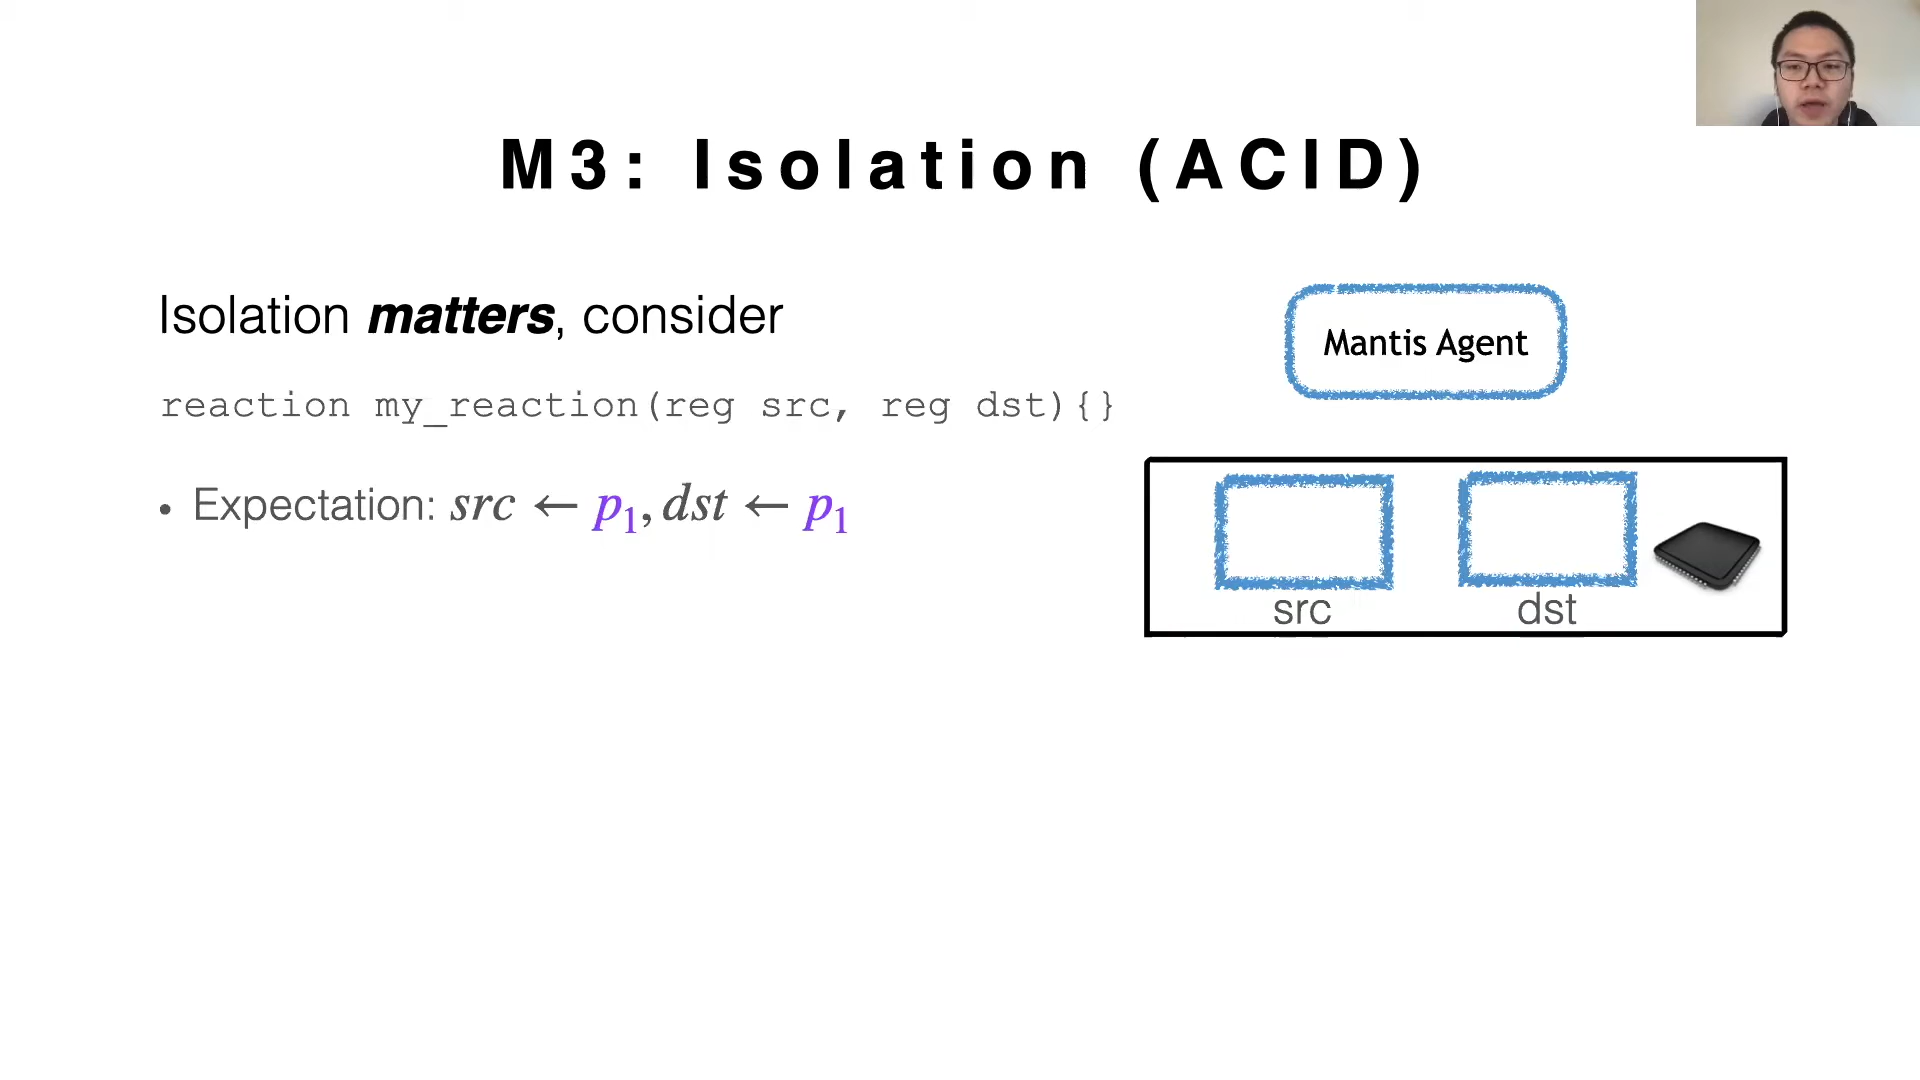 M3: Isolation (ACID)
Isolation matters, consider
reaction my_reaction(reg src, reg dst){}
• Expectation: src ← p₁, dst ← p₁
Mantis Agent
src
dst